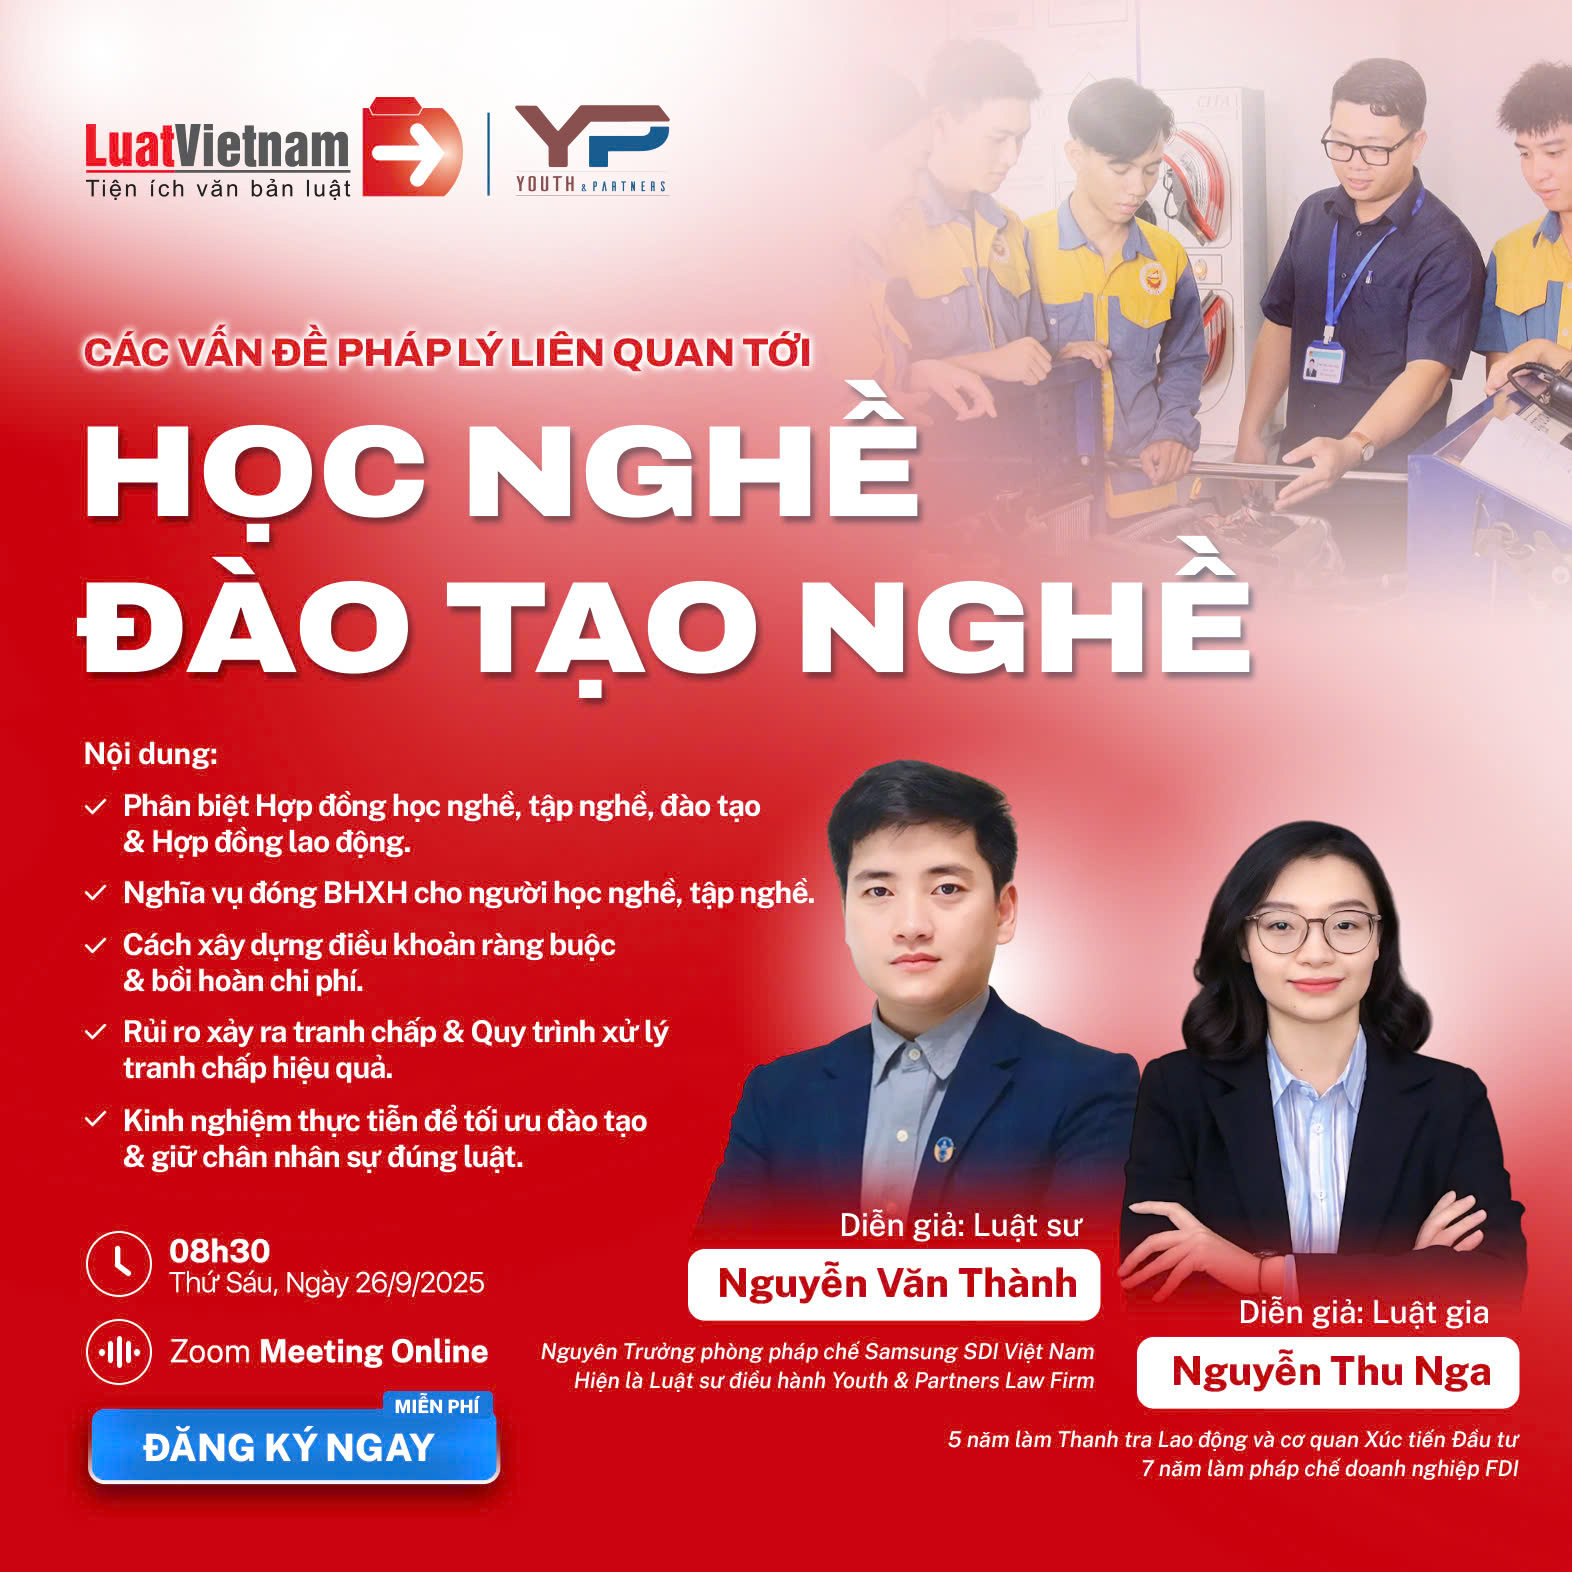 LuatVietnam
Tiện ích văn bản luật
YP
YOUTH & PARTNERS
CÁC VẤN ĐỀ PHÁP LÝ LIÊN QUAN TỚI
HỌC NGHỀ
ĐÀO TẠO NGHỀ
Nội dung:
Phân biệt Hợp đồng học nghề, tập nghề, đào tạo
& Hợp đồng lao động.
Nghĩa vụ đóng BHXH cho người học nghề, tập nghề.
Cách xây dựng điều khoản ràng buộc
& bồi hoàn chi phí.
Rủi ro xảy ra tranh chấp & Quy trình xử lý
tranh chấp hiệu quả.
Kinh nghiệm thực tiễn để tối ưu đào tạo
& giữ chân nhân sự đúng luật.
08h30
Thứ Sáu, Ngày 26/9/2025
Zoom Meeting Online
MIỄN PHÍ
ĐĂNG KÝ NGAY
Diễn giả: Luật sư
Nguyễn Văn Thành
Nguyên Trưởng phòng pháp chế Samsung SDI Việt Nam
Hiện là Luật sư điều hành Youth & Partners Law Firm
Diễn giả: Luật gia
Nguyễn Thu Nga
5 năm làm Thanh tra Lao động và cơ quan Xúc tiến Đầu tư
7 năm làm pháp chế doanh nghiệp FDI